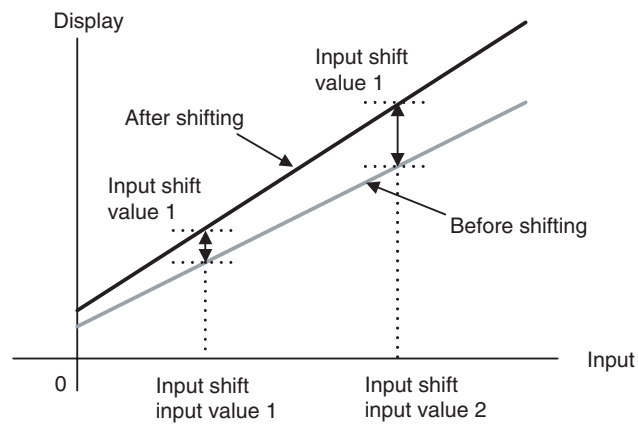 Display
Input shift
value 1
After shifting
Input shift
value 1
Before shifting
Input
0
Input shift
input value 1
Input shift
input value 2